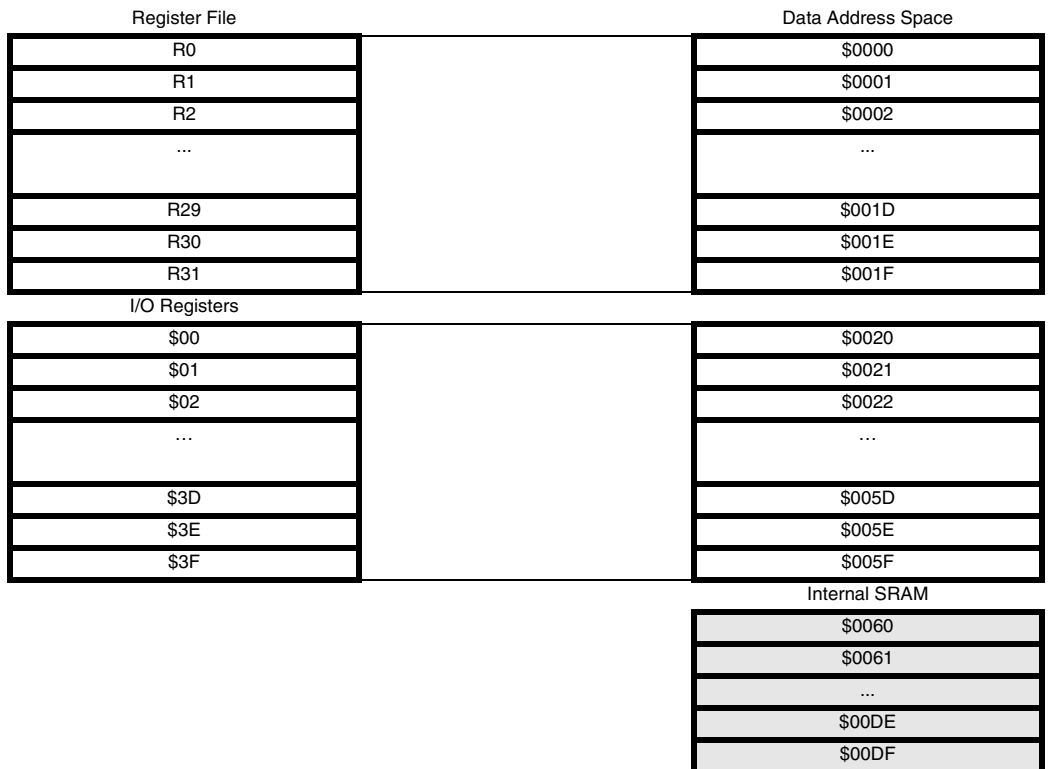 Register File Data Address Space
R0 $0000
R1 $0001
R2 $0002
... ...
R29 $001D
R30 $001E
R31 $001F
I/O Registers
$00 $0020
$01 $0021
$02 $0022
… …
$3D $005D
$3E $005E
$3F $005F
Internal SRAM
$0060
$0061
...
$00DE
$00DF